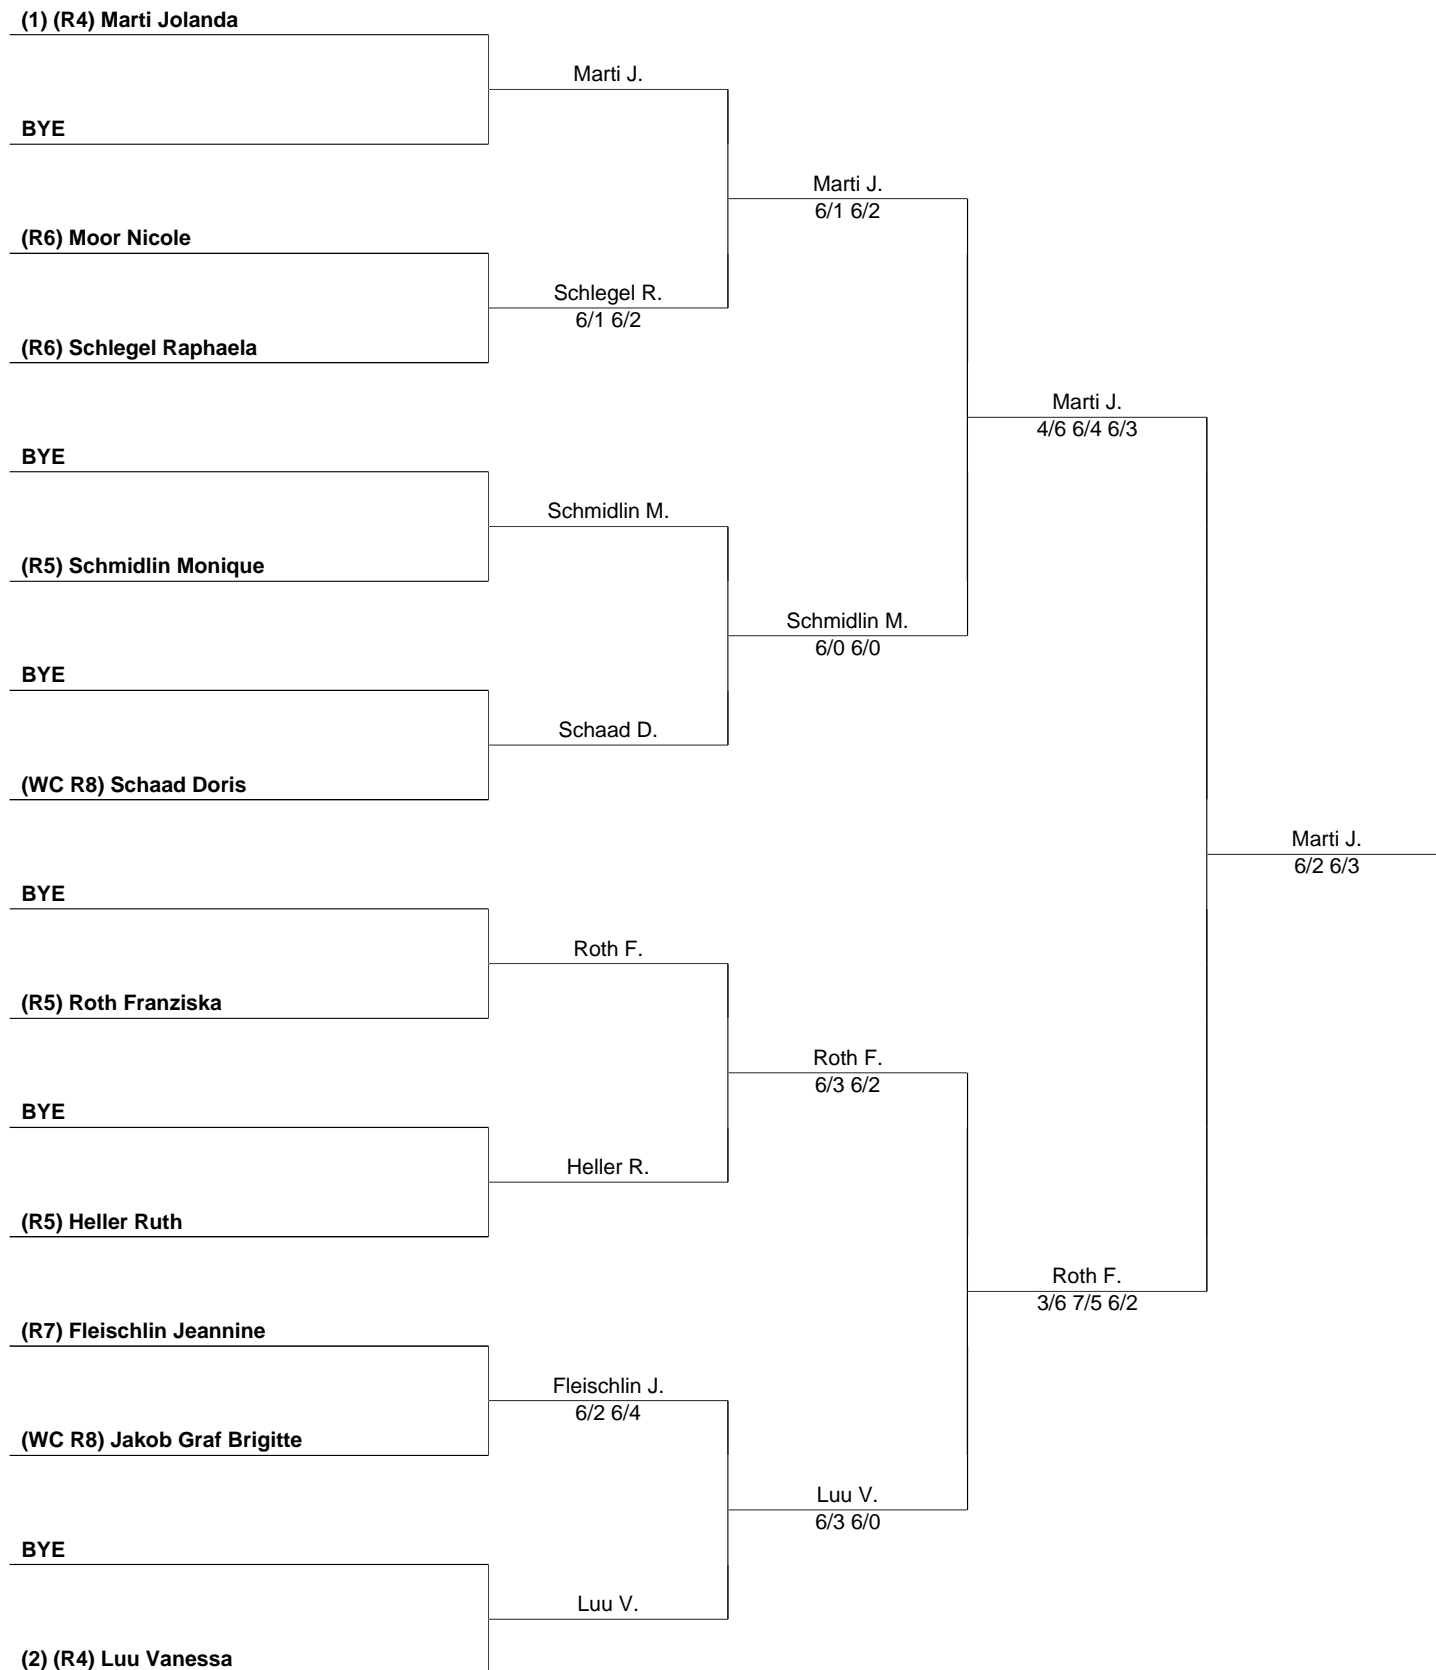 (1) (R4) Marti Jolanda
Marti J.
BYE
Marti J.
6/1 6/2
(R6) Moor Nicole
Schlegel R.
6/1 6/2
(R6) Schlegel Raphaela
Marti J.
4/6 6/4 6/3
BYE
Schmidlin M.
(R5) Schmidlin Monique
Schmidlin M.
6/0 6/0
BYE
Schaad D.
(WC R8) Schaad Doris
Marti J.
6/2 6/3
BYE
Roth F.
(R5) Roth Franziska
Roth F.
6/3 6/2
BYE
Heller R.
(R5) Heller Ruth
Roth F.
3/6 7/5 6/2
(R7) Fleischlin Jeannine
Fleischlin J.
6/2 6/4
(WC R8) Jakob Graf Brigitte
Luu V.
6/3 6/0
BYE
Luu V.
(2) (R4) Luu Vanessa